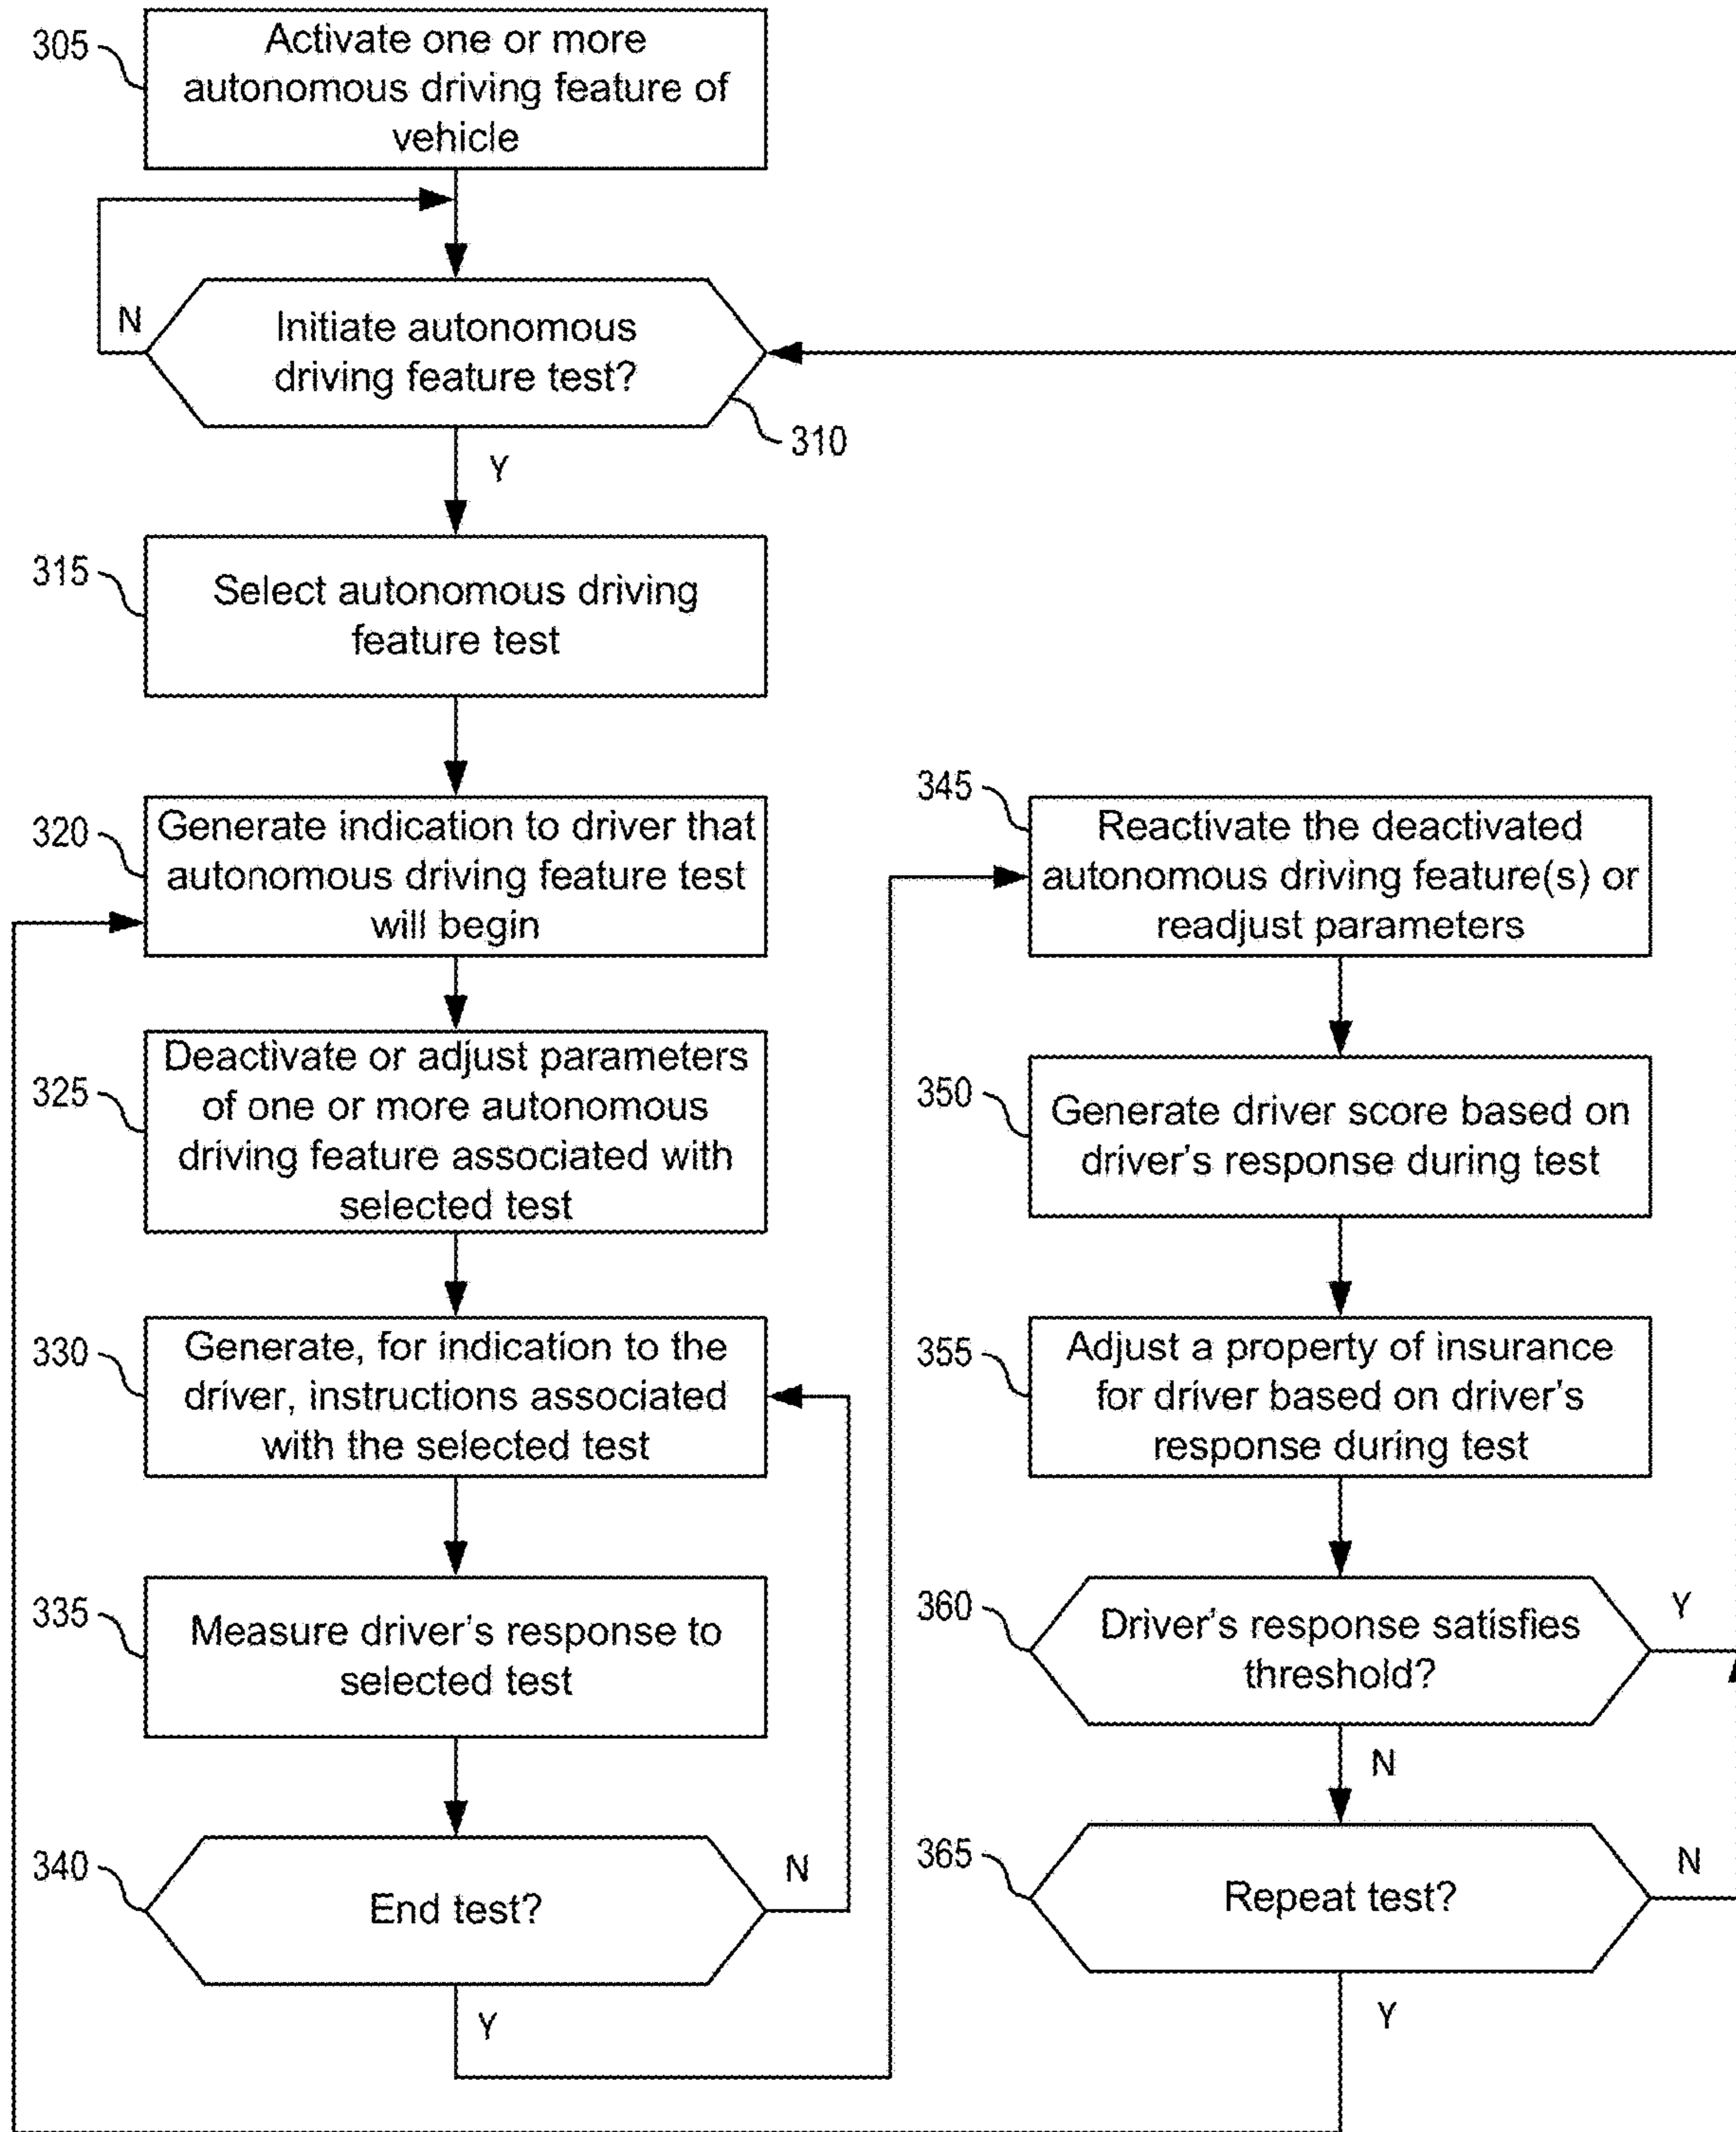 305
Activate one or more
autonomous driving feature of
vehicle
N
Initiate autonomous
driving feature test?
310
Y
315
Select autonomous driving
feature test
320
Generate indication to driver that
autonomous driving feature test
will begin
325
Deactivate or adjust parameters
of one or more autonomous
driving feature associated with
selected test
330
Generate, for indication to the
driver, instructions associated
with the selected test
335
Measure driver's response to
selected test
340
End test?
N
Y
345
Reactivate the deactivated
autonomous driving feature(s) or
readjust parameters
350
Generate driver score based on
driver's response during test
355
Adjust a property of insurance
for driver based on driver's
response during test
360
Driver's response satisfies
threshold?
Y
N
365
Repeat test?
N
Y